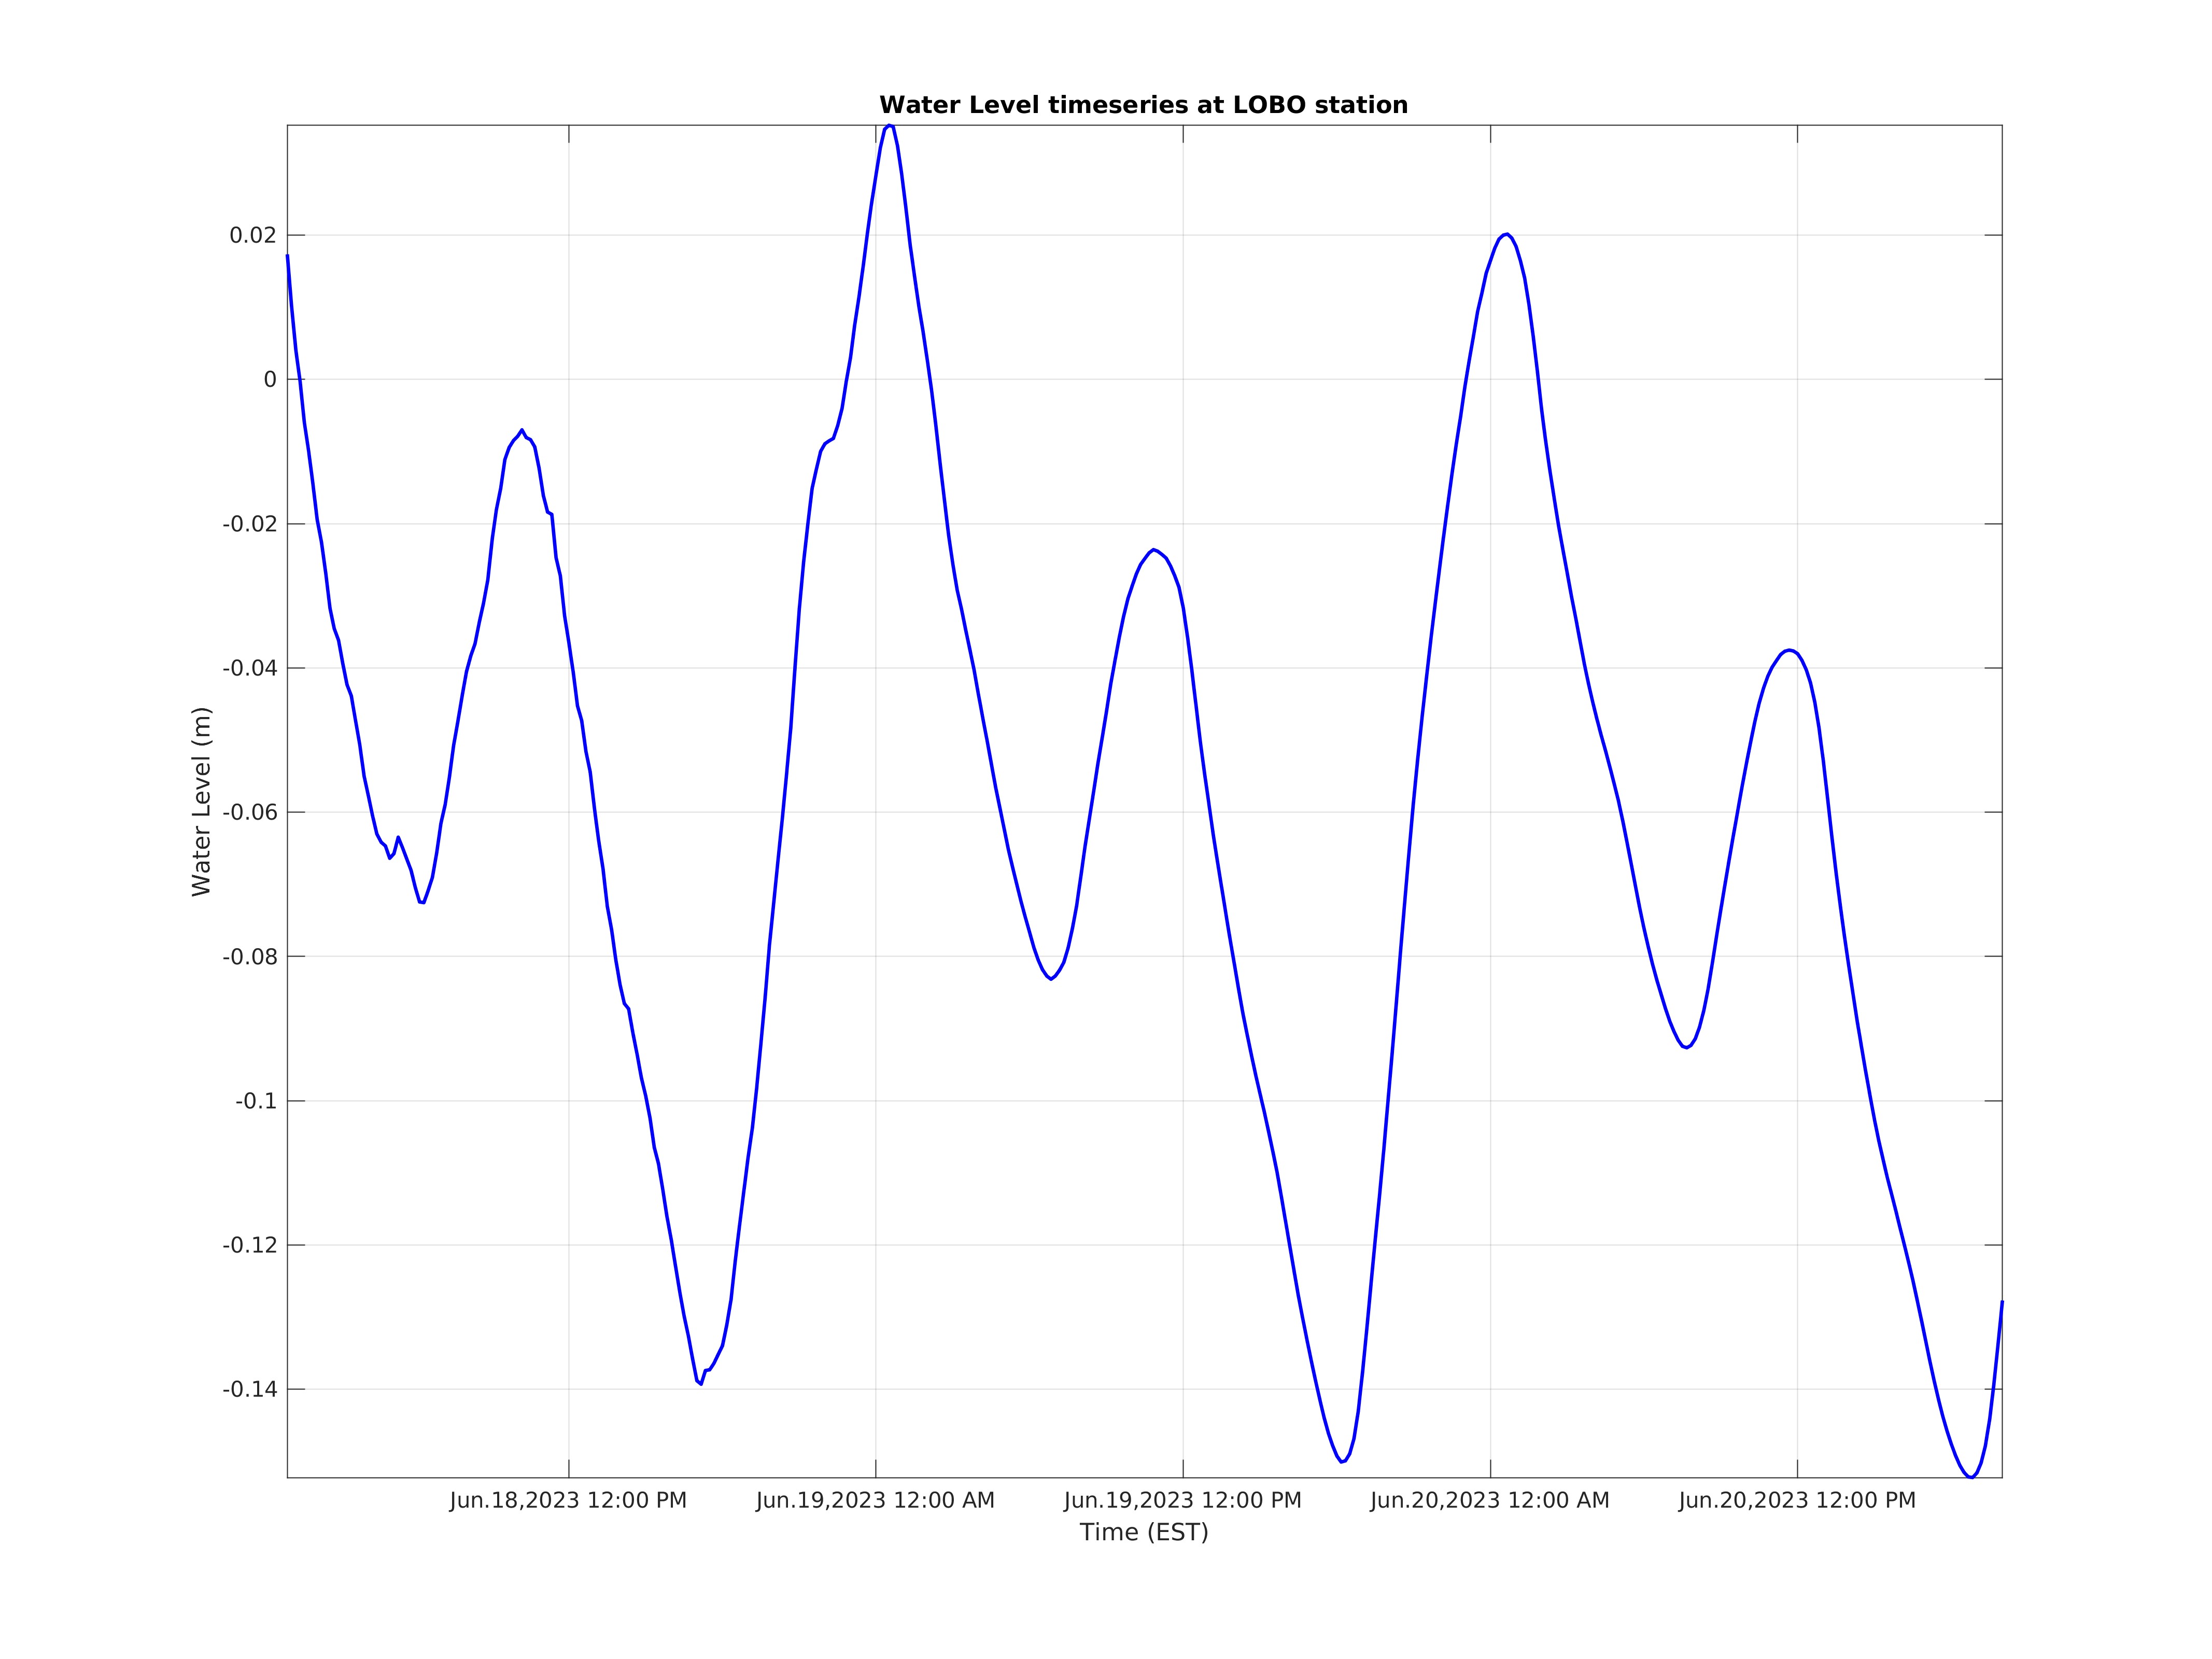 Water Level timeseries at LOBO station
0.02
0
-0.02
-0.04
-0.06
-0.08
-0.1
-0.12
-0.14
Water Level (m)
Jun.18,2023 12:00 PM
Jun.19,2023 12:00 AM
Jun.19,2023 12:00 PM
Jun.20,2023 12:00 AM
Jun.20,2023 12:00 PM
Time (EST)